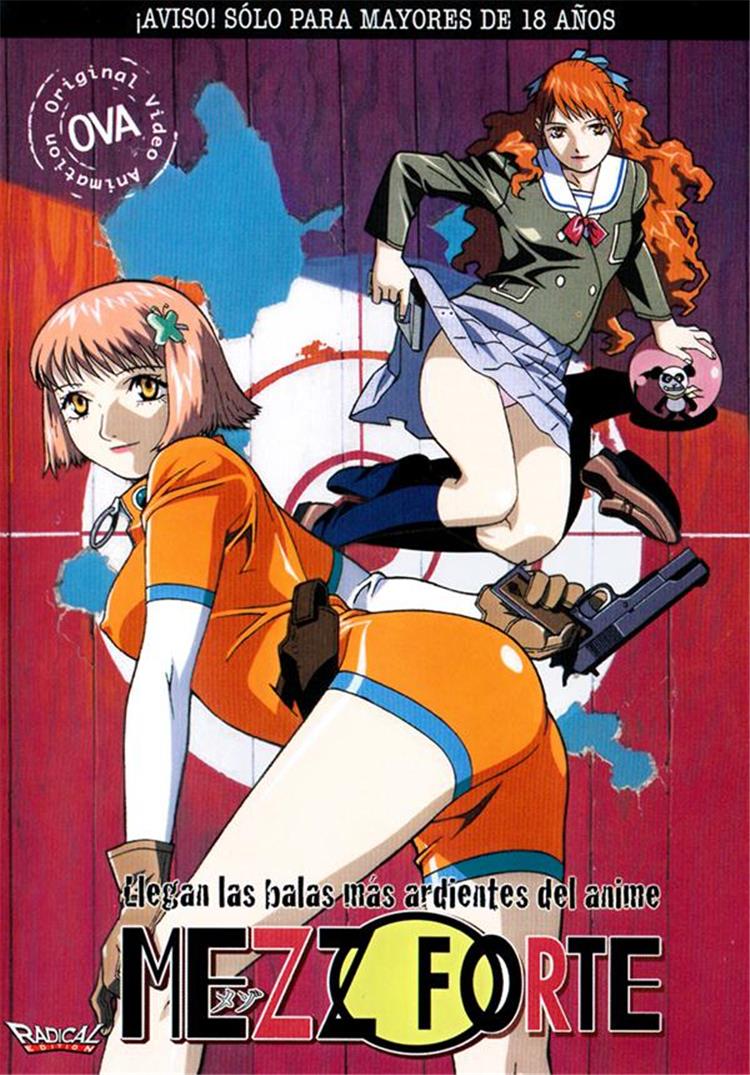 ¡AVISO! SÓLO PARA MAYORES DE 18 AÑOS
Original Video Animation
OVA
Llegan las balas más ardientes del anime
MEZZO FORTE
メゾ
RADICAL
EDITION